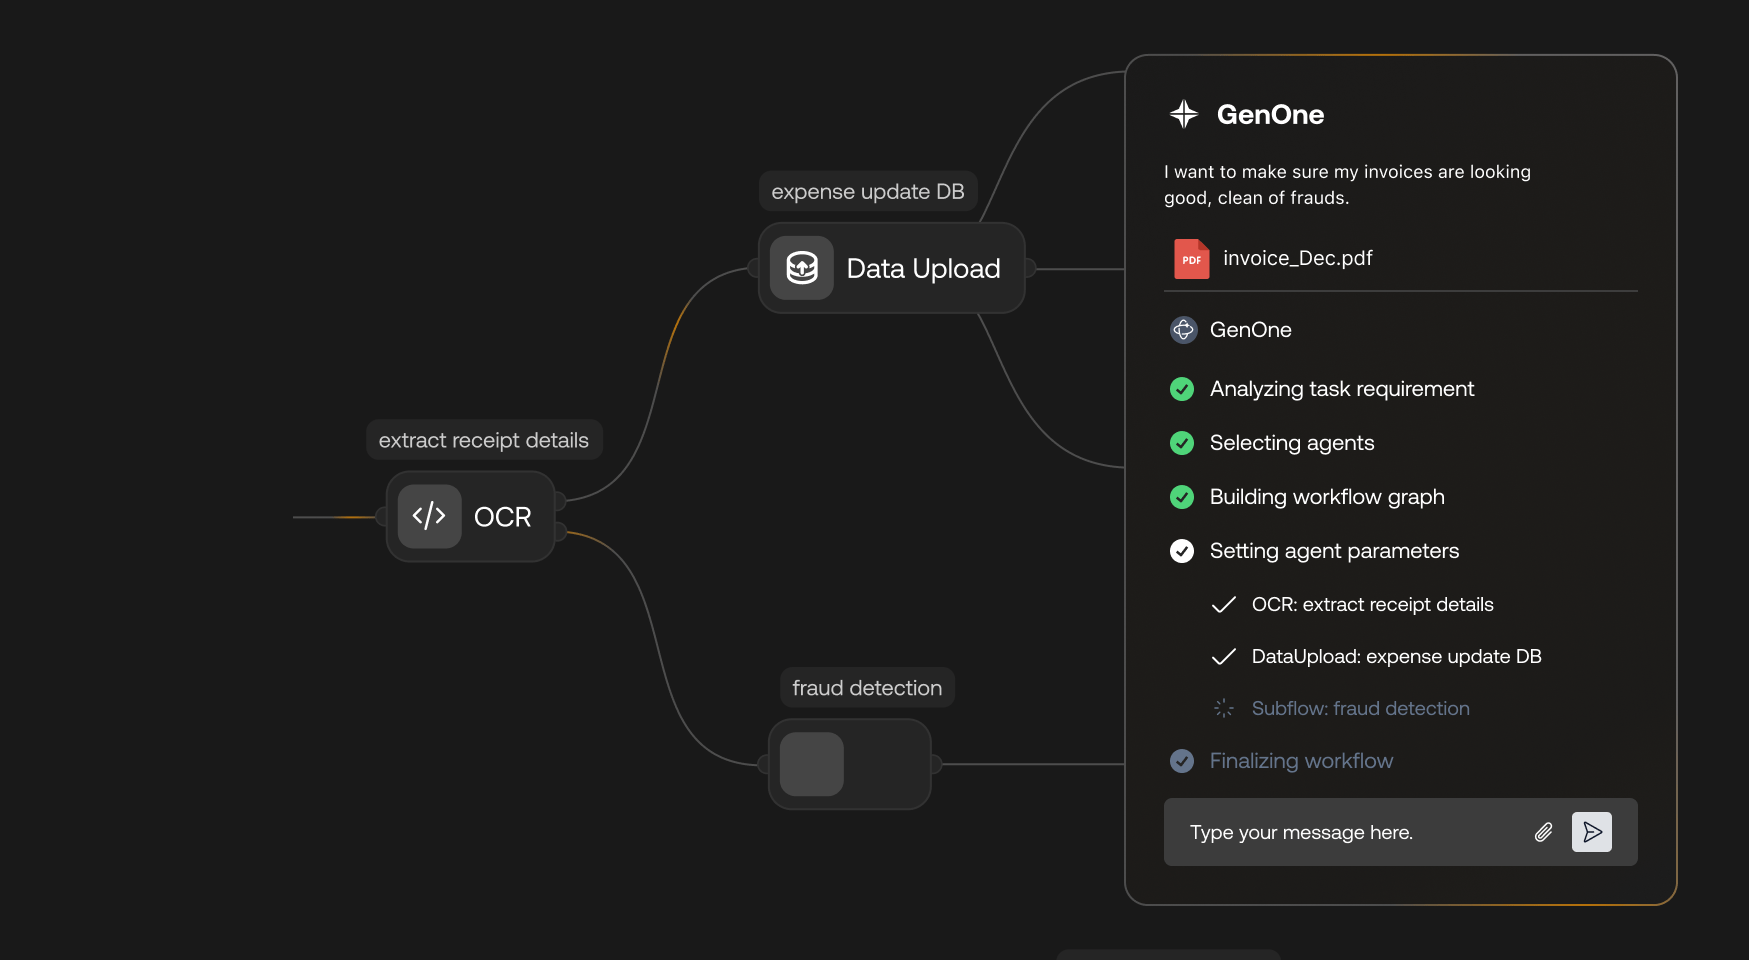 expense update DB
Data Upload
extract receipt details
</>
OCR
fraud detection
GenOne
I want to make sure my invoices are looking
good, clean of frauds.
PDF
invoice_Dec.pdf
GenOne
Analyzing task requirement
Selecting agents
Building workflow graph
Setting agent parameters
OCR: extract receipt details
DataUpload: expense update DB
Subflow: fraud detection
Finalizing workflow
Type your message here.